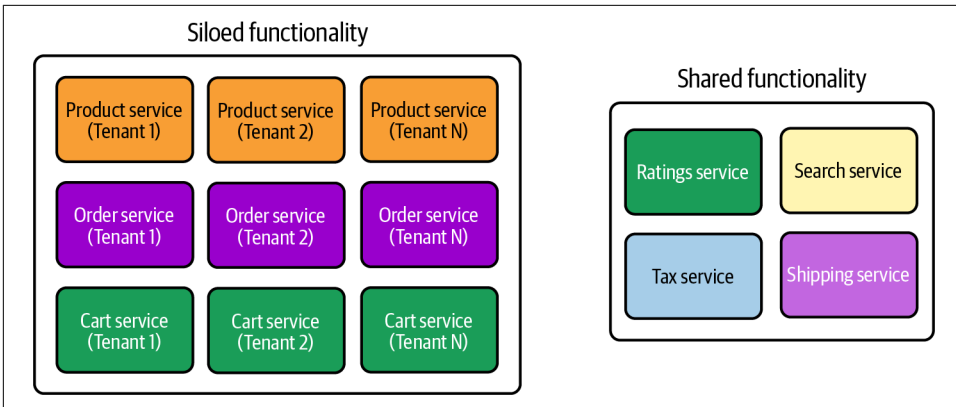 Siloed functionality
Product service
(Tenant 1)
Product service
(Tenant 2)
Product service
(Tenant N)
Order service
(Tenant 1)
Order service
(Tenant 2)
Order service
(Tenant N)
Cart service
(Tenant 1)
Cart service
(Tenant 2)
Cart service
(Tenant N)
Shared functionality
Ratings service
Search service
Tax service
Shipping service